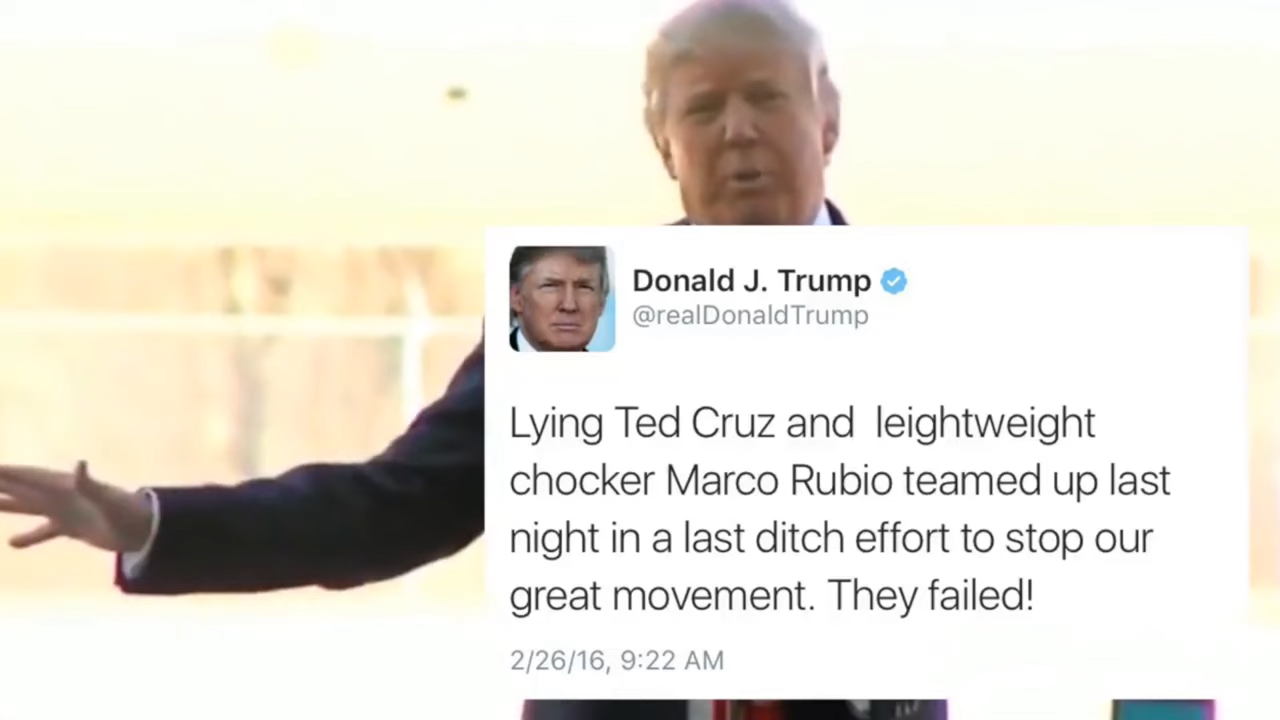 Donald J. Trump
@realDonaldTrump
Lying Ted Cruz and leightweight
chocker Marco Rubio teamed up last
night in a last ditch effort to stop our
great movement. They failed!
2/26/16, 9:22 AM